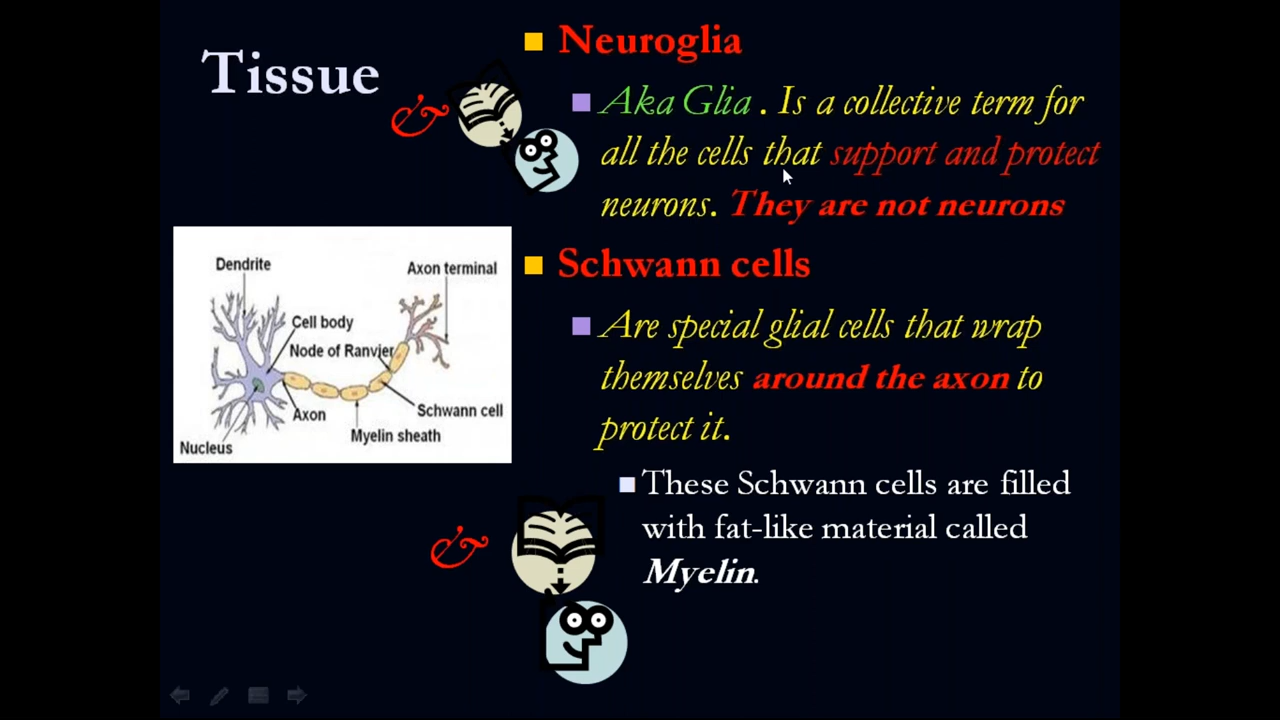 Tissue
Neuroglia
Aka Glia . Is a collective term for
all the cells that support and protect
neurons. They are not neurons
Schwann cells
Are special glial cells that wrap
themselves around the axon to
protect it.
These Schwann cells are filled
with fat-like material called
Myelin.
&
&
Dendrite
Axon terminal
Cell body
Node of Ranvier
Axon
Schwann cell
Myelin sheath
Nucleus